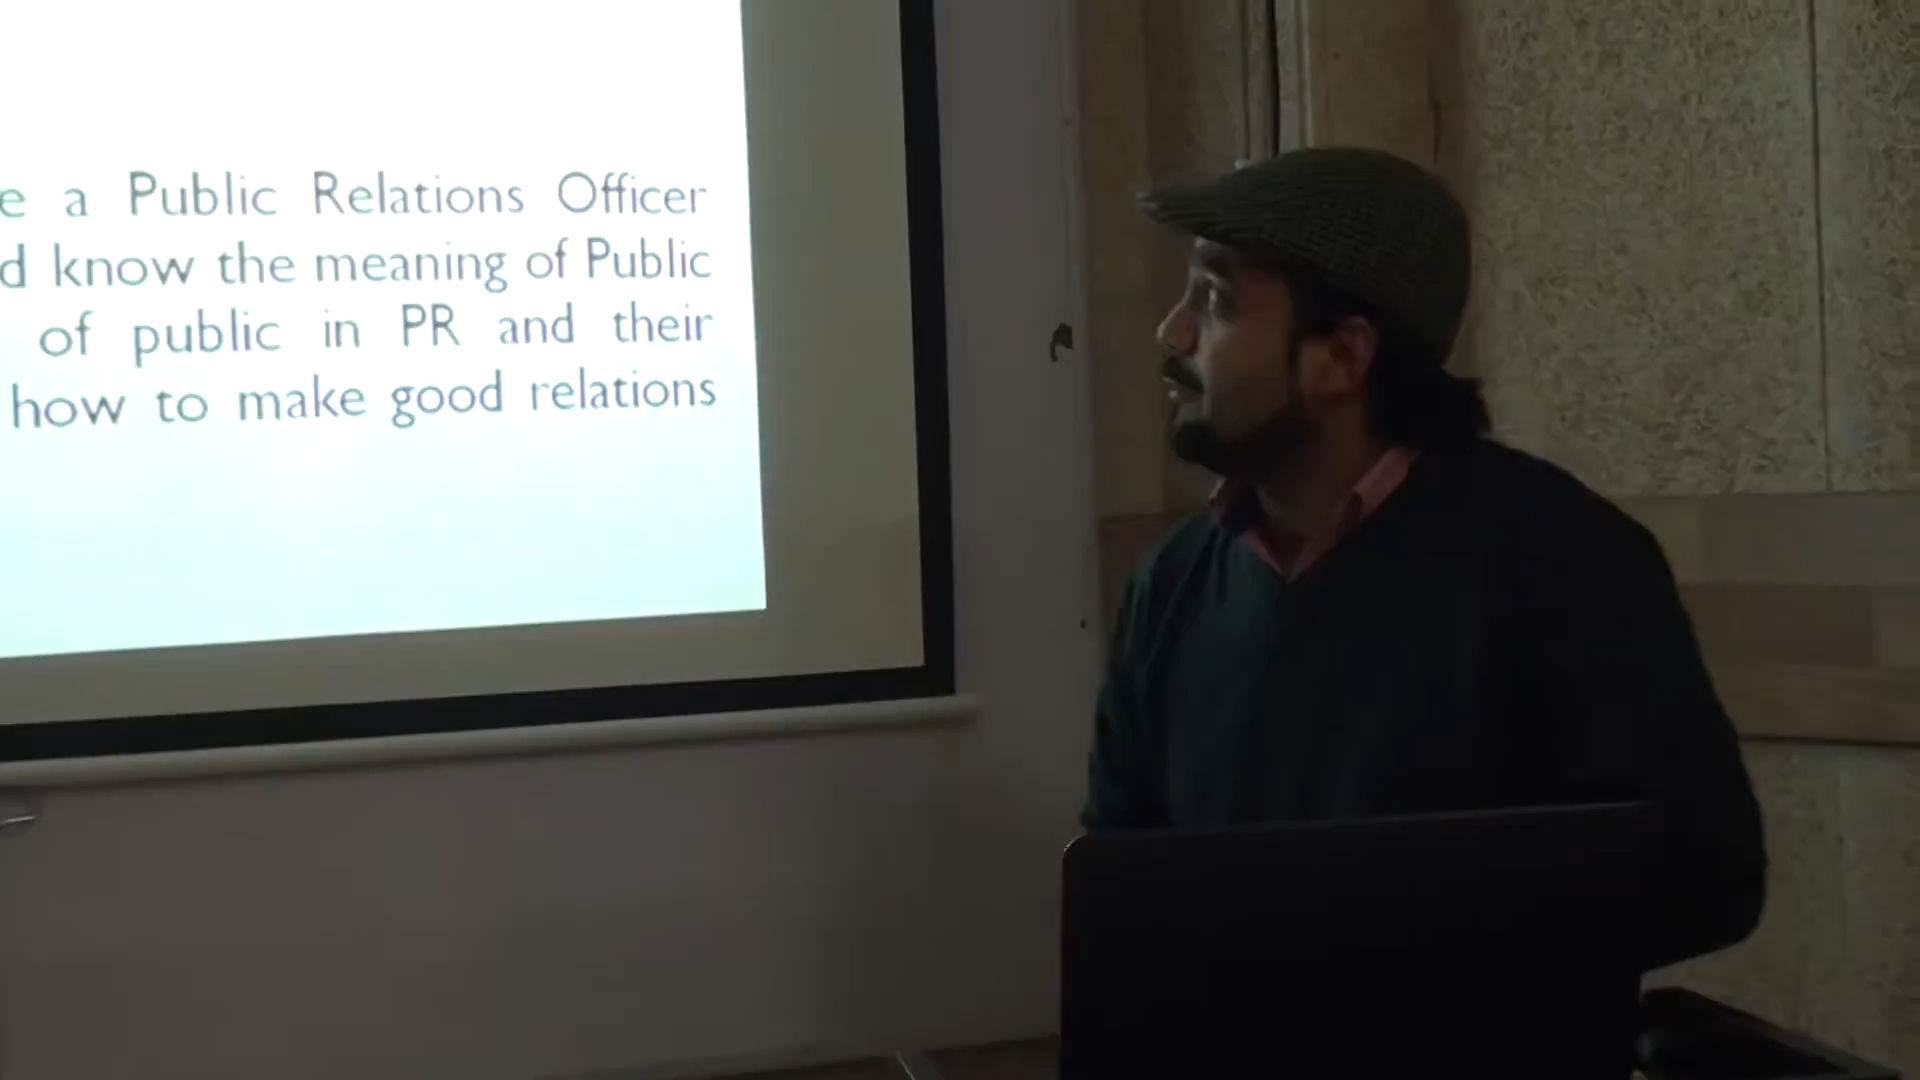 e a Public Relations Officer
d know the meaning of Public
of public in PR and their
how to make good relations